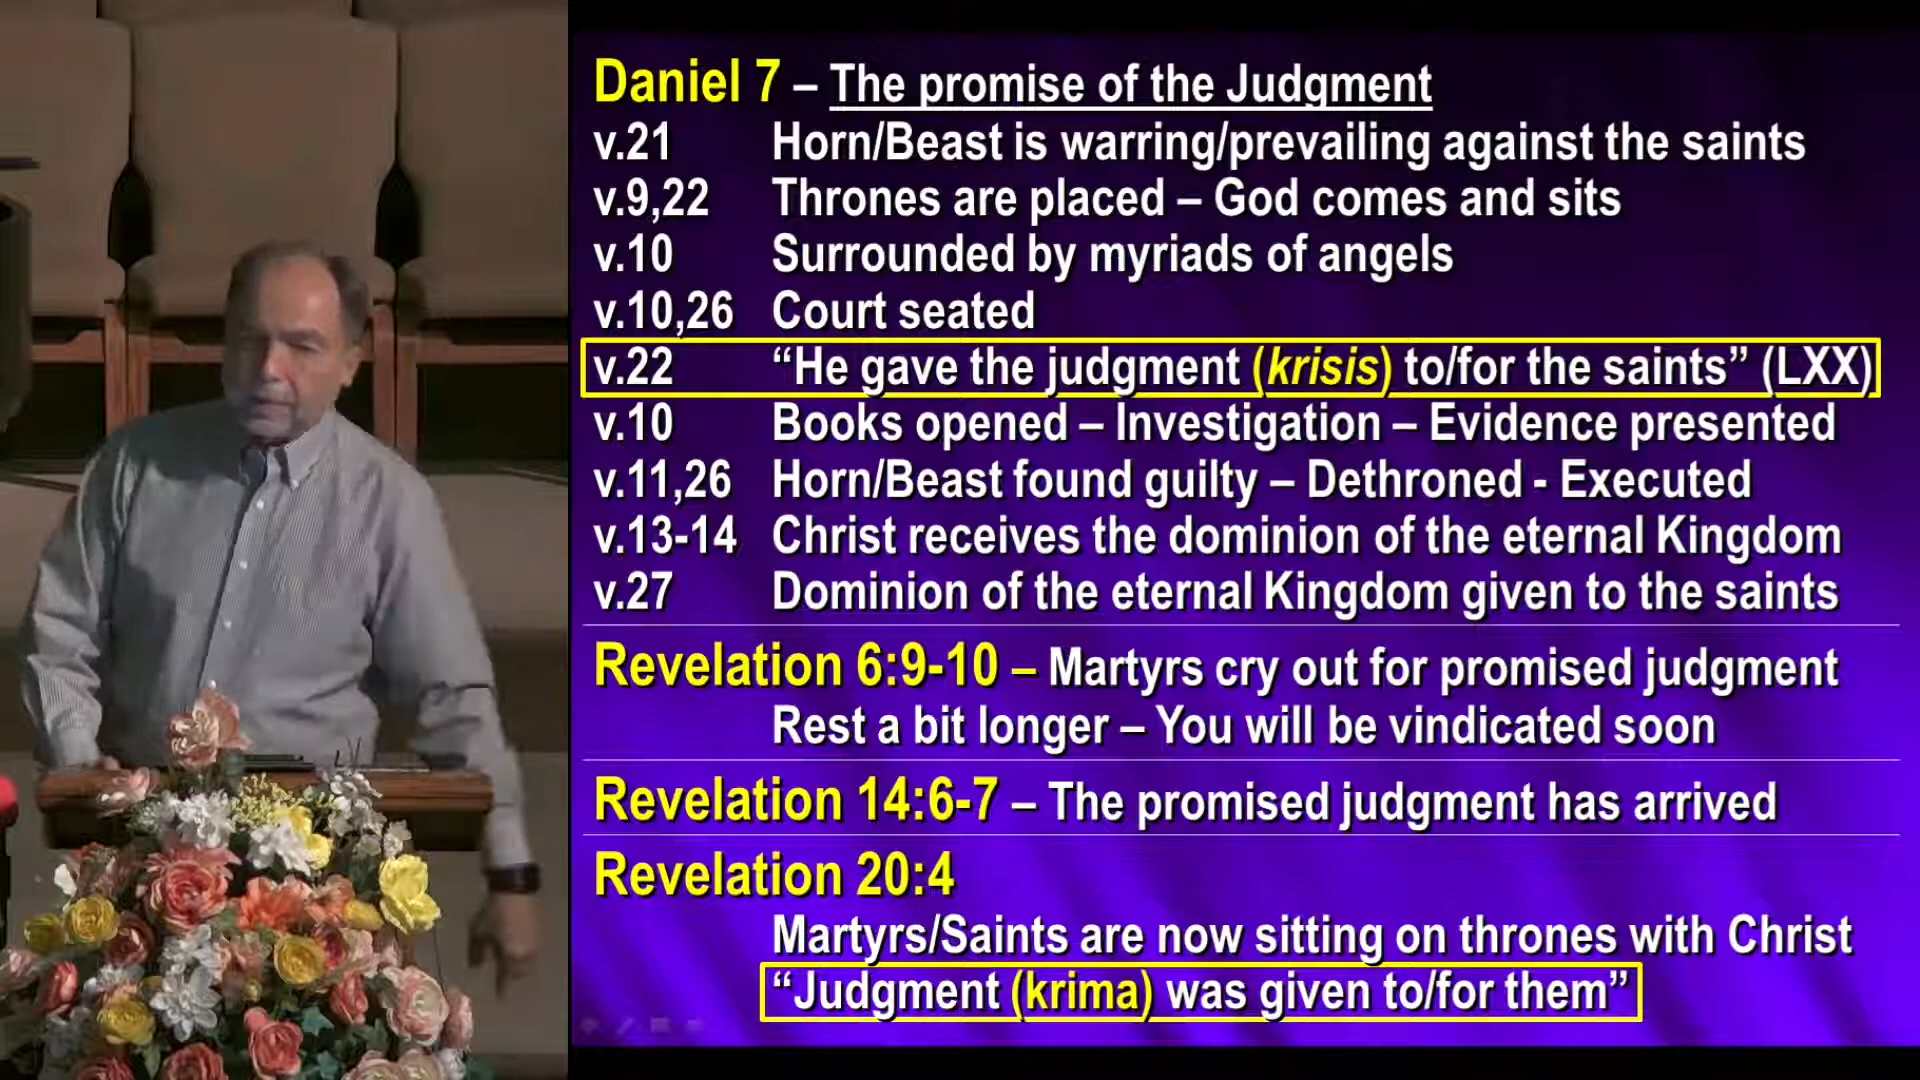 Daniel 7 – The promise of the Judgment
v.21 Horn/Beast is warring/prevailing against the saints
v.9,22 Thrones are placed – God comes and sits
v.10 Surrounded by myriads of angels
v.10,26 Court seated
v.22 “He gave the judgment (krisis) to/for the saints” (LXX)
v.10 Books opened – Investigation – Evidence presented
v.11,26 Horn/Beast found guilty – Dethroned - Executed
v.13-14 Christ receives the dominion of the eternal Kingdom
v.27 Dominion of the eternal Kingdom given to the saints
Revelation 6:9-10 – Martyrs cry out for promised judgment
Rest a bit longer – You will be vindicated soon
Revelation 14:6-7 – The promised judgment has arrived
Revelation 20:4
Martyrs/Saints are now sitting on thrones with Christ
“Judgment (krima) was given to/for them”